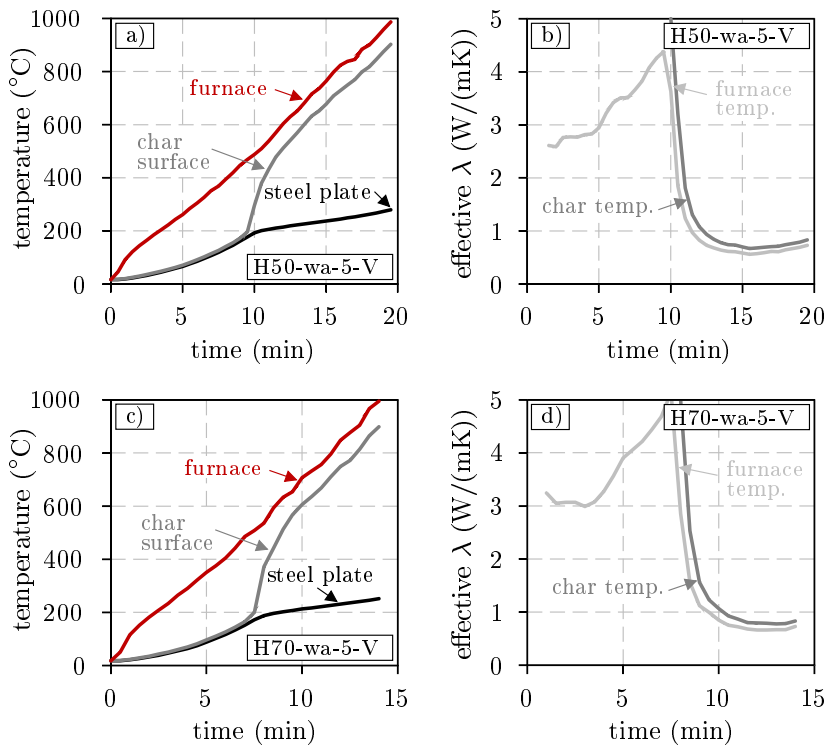 a)
1000
800
600
400
200
0
temperature (°C)
furnace
char
surface
steel plate
H50-wa-5-V
0
5
10
15
20
time (min)
b)
H50-wa-5-V
5
4
3
2
1
0
effective λ (W/(mK))
furnace
temp.
char temp.
0
5
10
15
20
time (min)
c)
1000
800
600
400
200
0
temperature (°C)
furnace
char
surface
steel plate
H70-wa-5-V
0
5
10
15
time (min)
d)
H70-wa-5-V
5
4
3
2
1
0
effective λ (W/(mK))
furnace
temp.
char temp.
0
5
10
15
time (min)